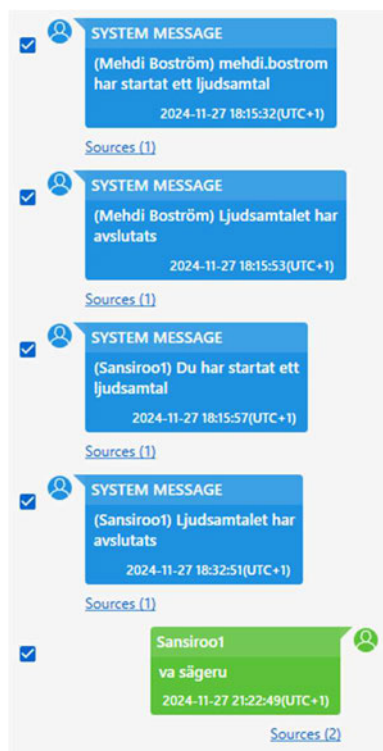 SYSTEM MESSAGE
(Mehdi Boström) mehdi.bostrom
har startat ett ljudsamtal
2024-11-27 18:15:32(UTC+1)
Sources (1)
SYSTEM MESSAGE
(Mehdi Boström) Ljudsamtalet har
avslutats
2024-11-27 18:15:53(UTC+1)
Sources (1)
SYSTEM MESSAGE
(Sansiroo1) Du har startat ett
ljudsamtal
2024-11-27 18:15:57(UTC+1)
Sources (1)
SYSTEM MESSAGE
(Sansiroo1) Ljudsamtalet har
avslutats
2024-11-27 18:32:51(UTC+1)
Sources (1)
Sansiroo1
va sägeru
2024-11-27 21:22:49(UTC+1)
Sources (2)